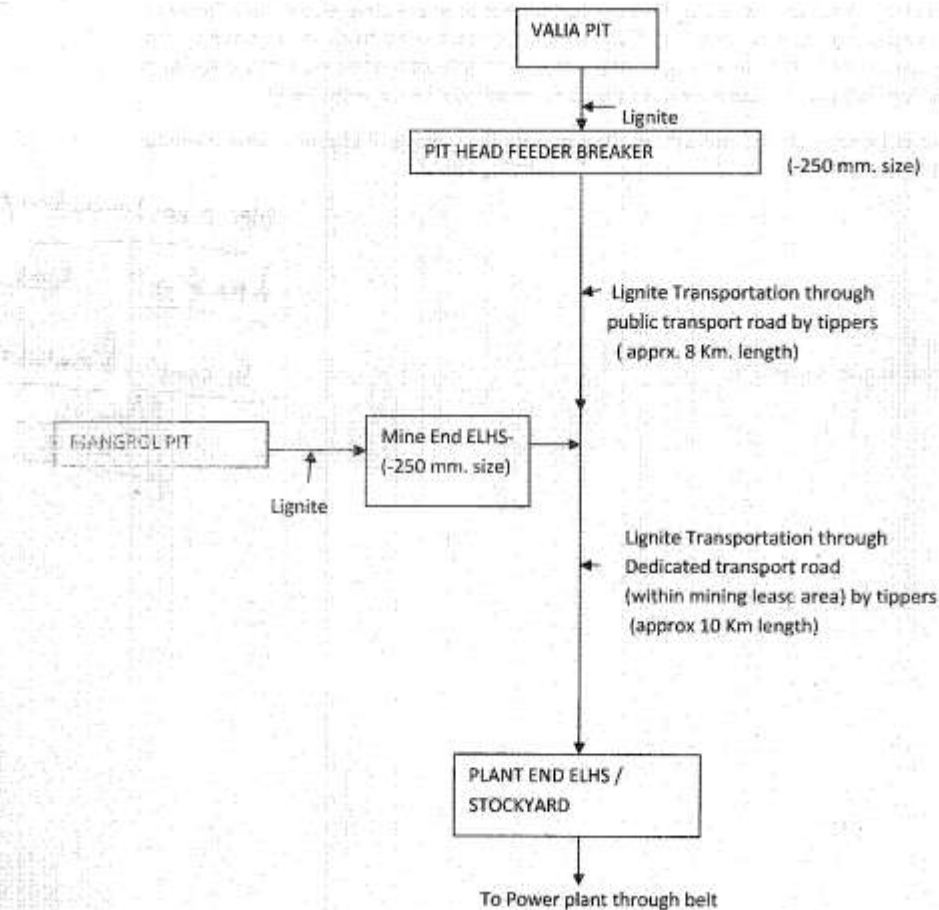 VALIA PIT
Lignite
PIT HEAD FEEDER BREAKER
(-250 mm. size)
Lignite Transportation through
public transport road by tippers
( apprx. 8 Km. length)
MANGROL PIT
Mine End ELHS-
(-250 mm. size)
Lignite
Lignite Transportation through
Dedicated transport road
(within mining lease area) by tippers
(approx 10 Km length)
PLANT END ELHS /
STOCKYARD
To Power plant through belt